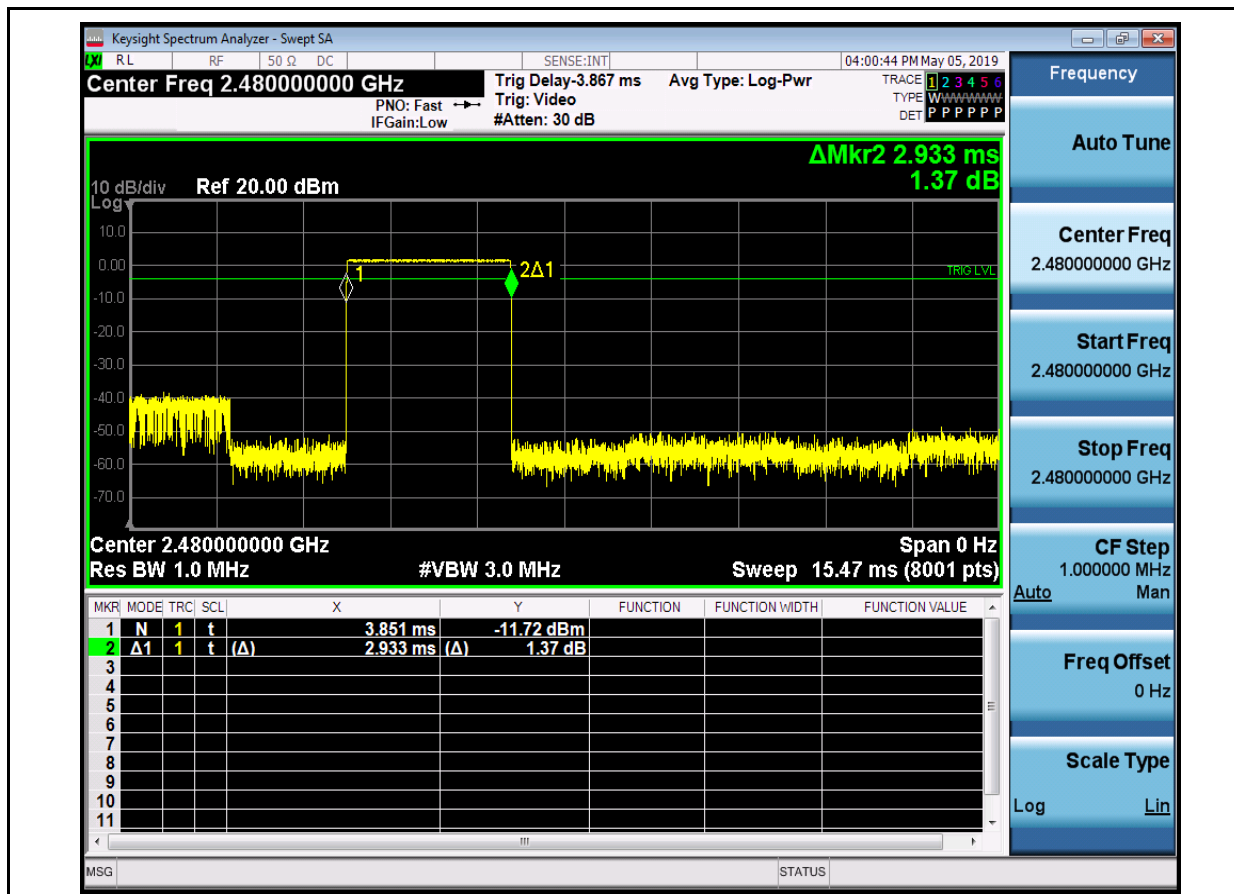 Keysight Spectrum Analyzer - Swept SA
LXI RL RF 50 Ω DC SENSE:INT 04:00:44 PM May 05, 2019
Center Freq 2.480000000 GHz
PNO: Fast
IFGain:Low
Trig Delay-3.867 ms
Trig: Video
#Atten: 30 dB
Avg Type: Log-Pwr
TRACE 1 2 3 4 5 6
TYPE WWWWWW
DET P P P P P P
ΔMkr2 2.933 ms
1.37 dB
10 dB/div Ref 20.00 dBm
Log
10.0
0.00
-10.0
-20.0
-30.0
-40.0
-50.0
-60.0
-70.0
1
2Δ1
TRIG LVL
Center 2.480000000 GHz Span 0 Hz
Res BW 1.0 MHz #VBW 3.0 MHz Sweep 15.47 ms (8001 pts)
MKR MODE TRC SCL X Y FUNCTION FUNCTION WIDTH FUNCTION VALUE
1 N 1 t 3.851 ms -11.72 dBm
2 Δ1 1 t (Δ) 2.933 ms (Δ) 1.37 dB
3
4
5
6
7
8
9
10
11
MSG STATUS
Frequency
Auto Tune
Center Freq
2.480000000 GHz
Start Freq
2.480000000 GHz
Stop Freq
2.480000000 GHz
CF Step
1.000000 MHz
Auto Man
Freq Offset
0 Hz
Scale Type
Log Lin